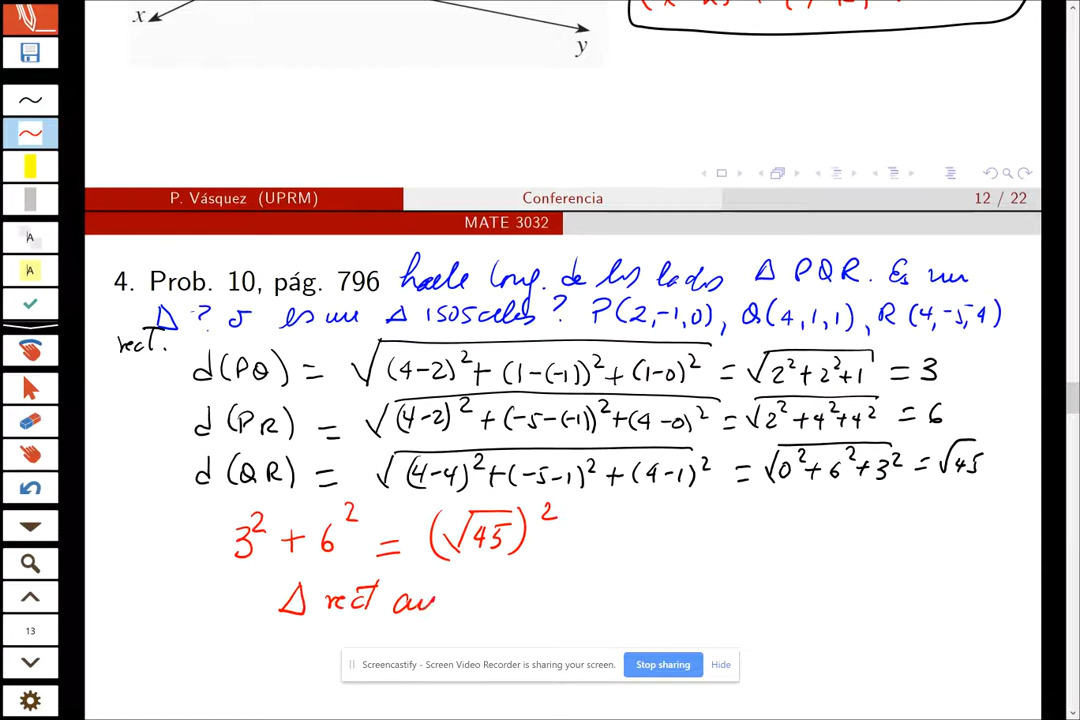 x
y
P. Vásquez (UPRM) Conferencia 12 / 22
MATE 3032
4. Prob. 10, pág. 796 halle long. de los lados Δ PQR. Es un
Δ ? o es un Δ isosceles ? P(2,-1,0), Q(4,1,1), R(4,-5,4)
rect.
d(PQ) = √(4-2)² + (1-(-1))² + (1-0)² = √2²+2²+1 = 3
d(PR) = √(4-2)² + (-5-(-1))² + (4-0)² = √2²+4²+4² = 6
d(QR) = √(4-4)² + (-5-1)² + (4-1)² = √0²+6²+3² = √45
3² + 6² = (√45)²
Δ rect
13
Screencastify - Screen Video Recorder is sharing your screen. Stop sharing Hide